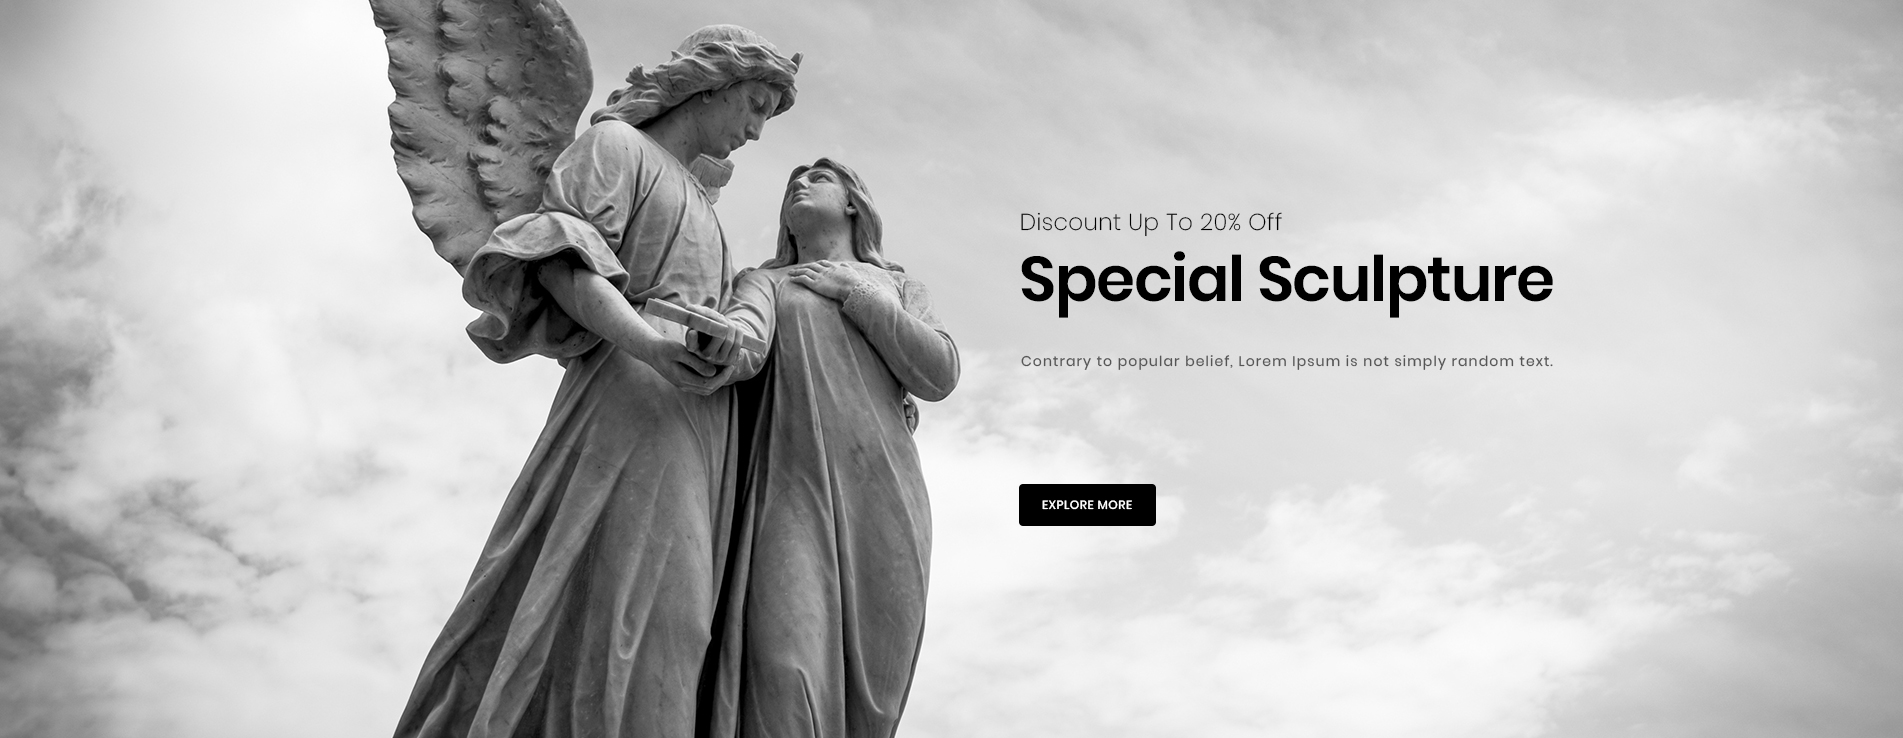 Discount Up To 20% Off
Special Sculpture
Contrary to popular belief, Lorem Ipsum is not simply random text.
EXPLORE MORE